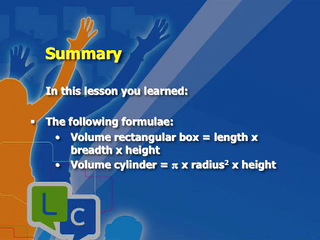 Summary
In this lesson you learned:
▪ The following formulae:
• Volume rectangular box = length x
breadth x height
• Volume cylinder = π x radius² x height
L C